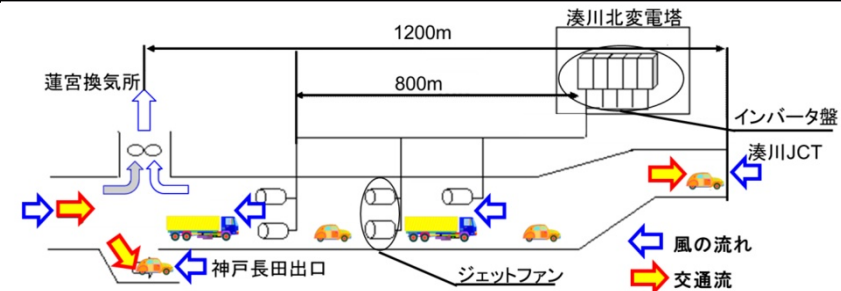 湊川北変電塔
1200m
蓮宮換気所
800m
インバータ盤
湊川JCT
風の流れ
神戸長田出口
ジェットファン
交通流